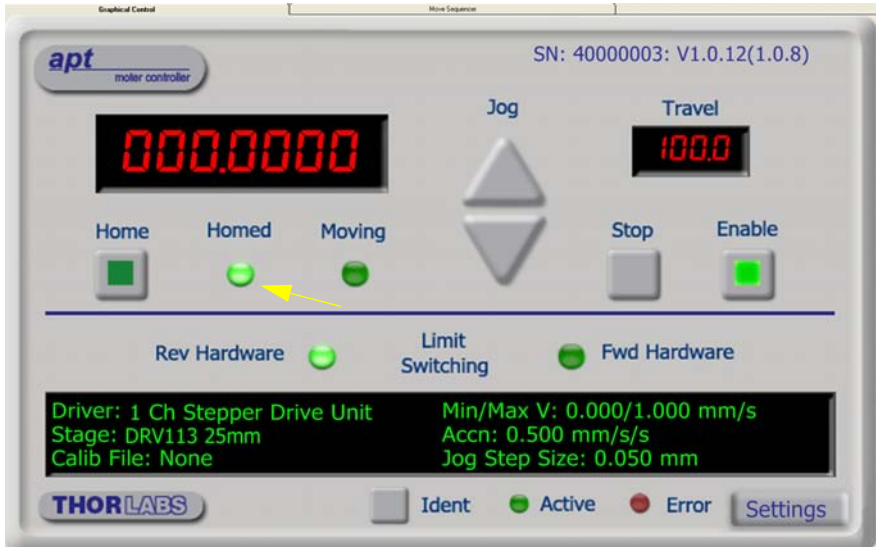 Graphical Control
Move Sequencer
apt
moter controller
SN: 40000003: V1.0.12(1.0.8)
000.0000
Jog
Travel
100.0
Home
Homed
Moving
Stop
Enable
Rev Hardware
Limit
Switching
Fwd Hardware
Driver: 1 Ch Stepper Drive Unit
Stage: DRV113 25mm
Calib File: None
Min/Max V: 0.000/1.000 mm/s
Accn: 0.500 mm/s/s
Jog Step Size: 0.050 mm
THORLABS
Ident
Active
Error
Settings